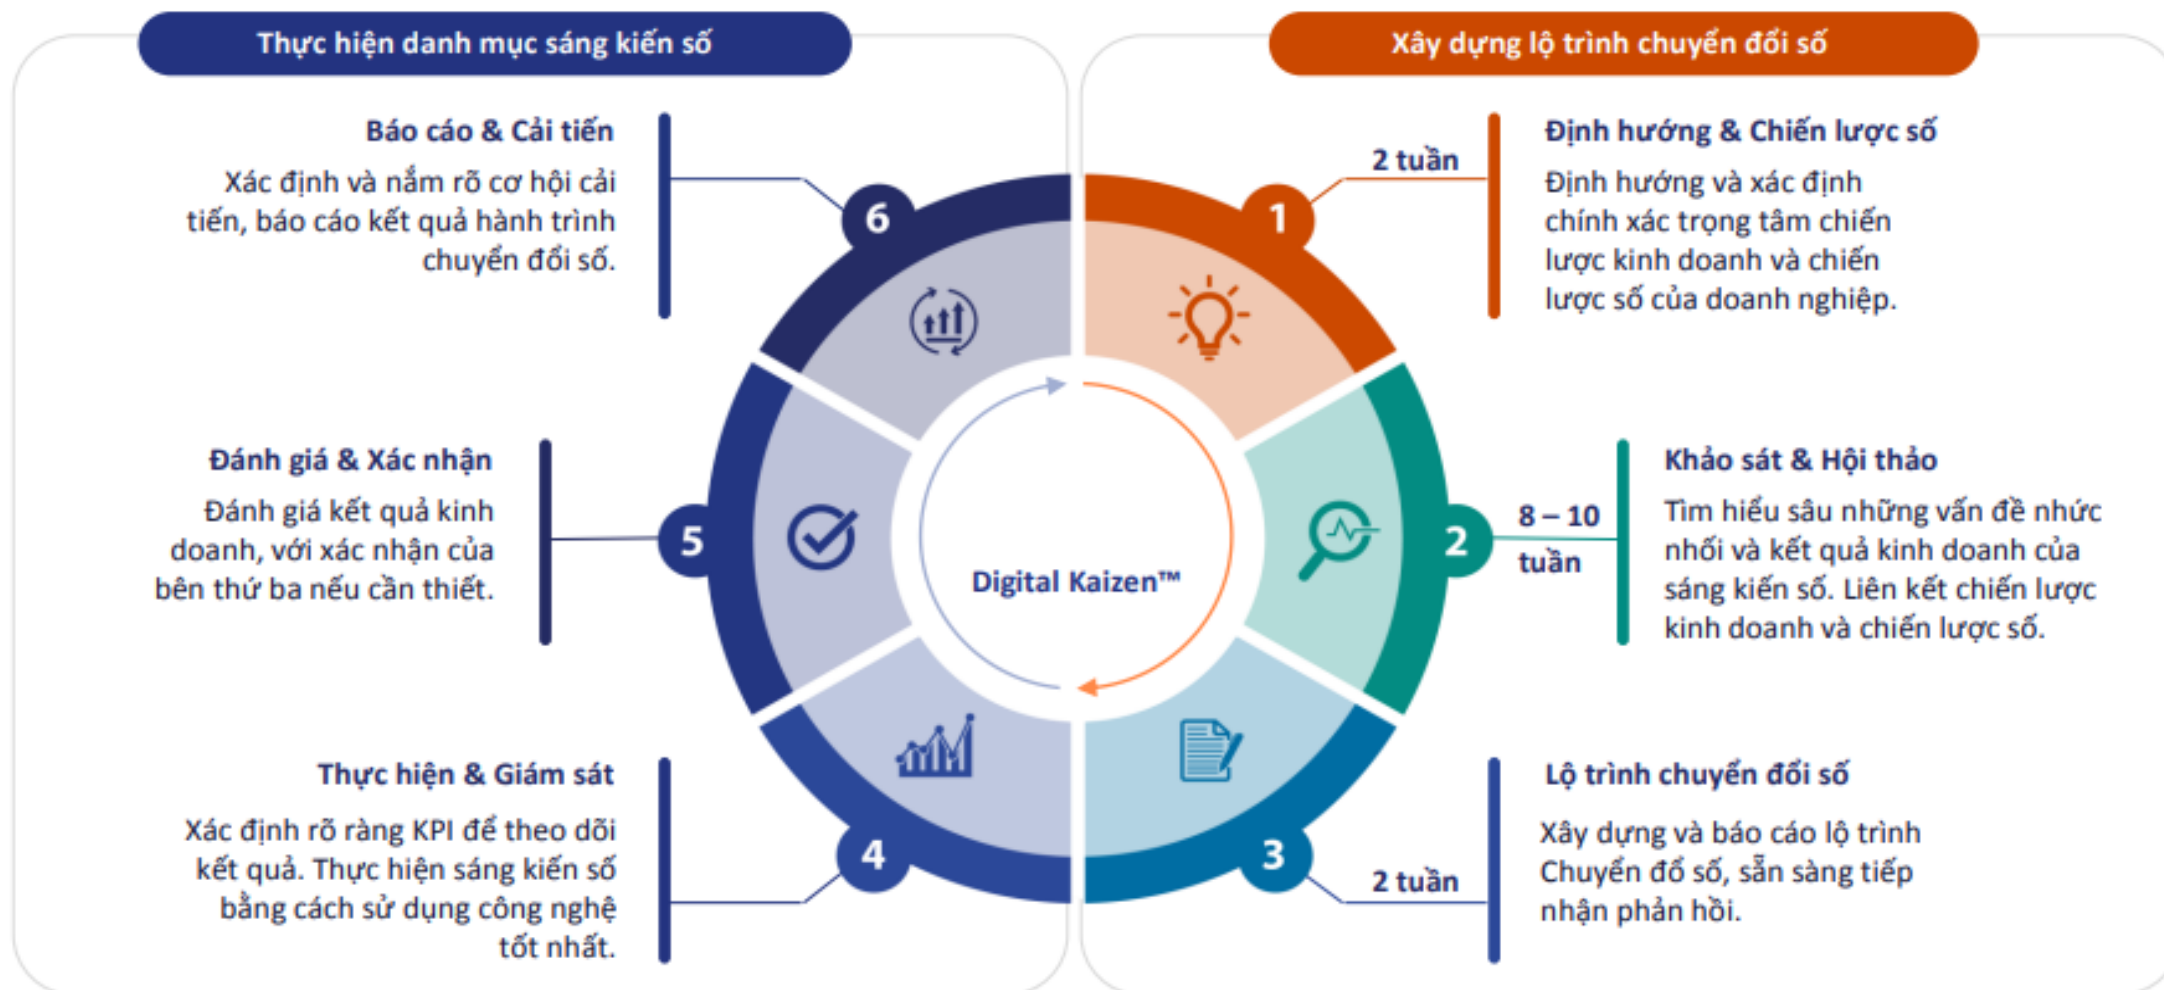 Thực hiện danh mục sáng kiến số
Xây dựng lộ trình chuyển đổi số
Báo cáo & Cải tiến
Xác định và nắm rõ cơ hội cải
tiến, báo cáo kết quả hành trình
chuyển đổi số.
6
2 tuần
1
Định hướng & Chiến lược số
Định hướng và xác định
chính xác trọng tâm chiến
lược kinh doanh và chiến
lược số của doanh nghiệp.
Đánh giá & Xác nhận
Đánh giá kết quả kinh
doanh, với xác nhận của
bên thứ ba nếu cần thiết.
5
Digital Kaizen™
2
8 – 10
tuần
Khảo sát & Hội thảo
Tìm hiểu sâu những vấn đề nhức
nhối và kết quả kinh doanh của
sáng kiến số. Liên kết chiến lược
kinh doanh và chiến lược số.
Thực hiện & Giám sát
Xác định rõ ràng KPI để theo dõi
kết quả. Thực hiện sáng kiến số
bằng cách sử dụng công nghệ
tốt nhất.
4
3
2 tuần
Lộ trình chuyển đổi số
Xây dựng và báo cáo lộ trình
Chuyển đổ số, sẵn sàng tiếp
nhận phản hồi.